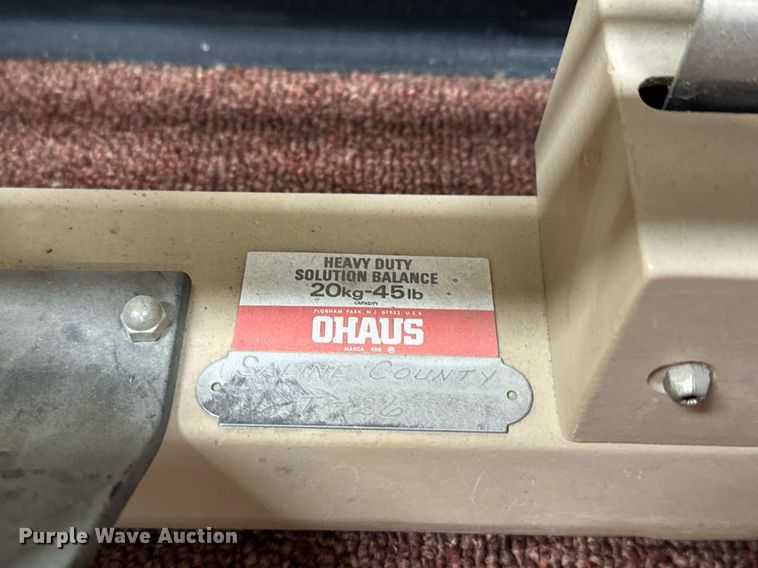 HEAVY DUTY
SOLUTION BALANCE
20kg-45lb
CAPACITY
FLORHAM PARK, N.J. 07932, U.S.A
OHAUS
MARCA REG ®
SALINE COUNTY
Purple Wave Auction